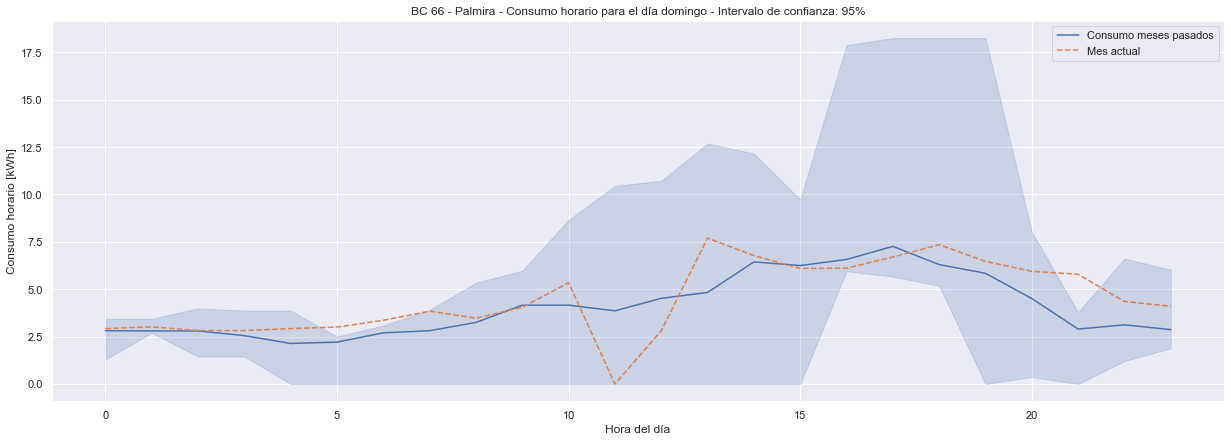 BC 66 - Palmira - Consumo horario para el día domingo - Intervalo de confianza: 95%
Consumo meses pasados
Mes actual
Consumo horario [kWh]
17.5
15.0
12.5
10.0
7.5
5.0
2.5
0.0
0 5 10 15 20
Hora del día